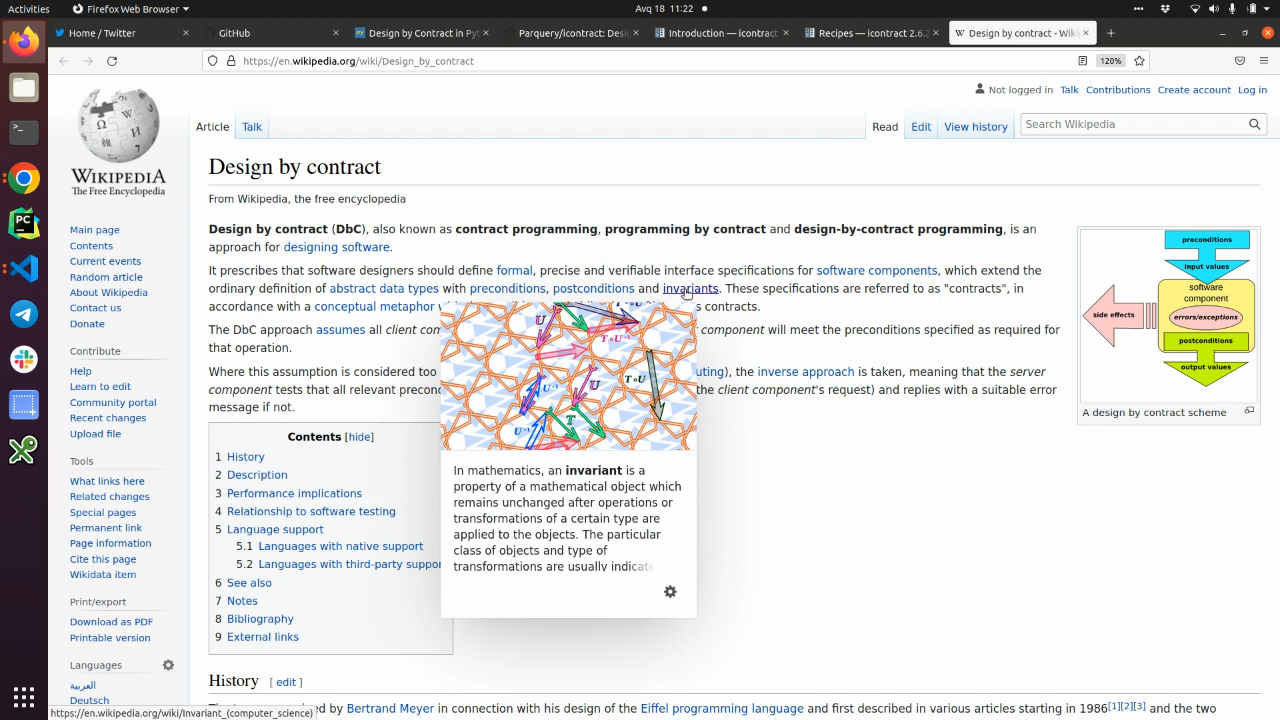 Activities
Firefox Web Browser
Avq 18 11:22
Home / Twitter
GitHub
Design by Contract in Pyt
Parquery/icontract: Desig
Introduction — icontract
Recipes — icontract 2.6.2
Design by contract - Wikip
https://en.wikipedia.org/wiki/Design_by_contract
120%
Not logged in Talk Contributions Create account Log in
WIKIPEDIA
The Free Encyclopedia
Article Talk
Read Edit View history
Search Wikipedia
Main page
Contents
Current events
Random article
About Wikipedia
Contact us
Donate
Contribute
Help
Learn to edit
Community portal
Recent changes
Upload file
Tools
What links here
Related changes
Special pages
Permanent link
Page information
Cite this page
Wikidata item
Print/export
Download as PDF
Printable version
Languages
العربية
Deutsch
Design by contract
From Wikipedia, the free encyclopedia
Design by contract (DbC), also known as contract programming, programming by contract and design-by-contract programming, is an
approach for designing software.
It prescribes that software designers should define formal, precise and verifiable interface specifications for software components, which extend the
ordinary definition of abstract data types with preconditions, postconditions and invariants. These specifications are referred to as "contracts", in
accordance with a conceptual metaphor s contracts.
The DbC approach assumes all client com component will meet the preconditions specified as required for
that operation.
Where this assumption is considered too uting), the inverse approach is taken, meaning that the server
component tests that all relevant precon the client component's request) and replies with a suitable error
message if not.
U
T∘U
T∘U⁻¹
U⁻¹
U
T∘U
U⁻¹
T
In mathematics, an invariant is a
property of a mathematical object which
remains unchanged after operations or
transformations of a certain type are
applied to the objects. The particular
class of objects and type of
transformations are usually indicate
Contents [hide]
1 History
2 Description
3 Performance implications
4 Relationship to software testing
5 Language support
5.1 Languages with native support
5.2 Languages with third-party suppor
6 See also
7 Notes
8 Bibliography
9 External links
preconditions
input values
software
component
errors/exceptions
side effects
postconditions
output values
A design by contract scheme
History [ edit ]
by Bertrand Meyer in connection with his design of the Eiffel programming language and first described in various articles starting in 1986[1][2][3] and the two
https://en.wikipedia.org/wiki/Invariant_(computer_science)